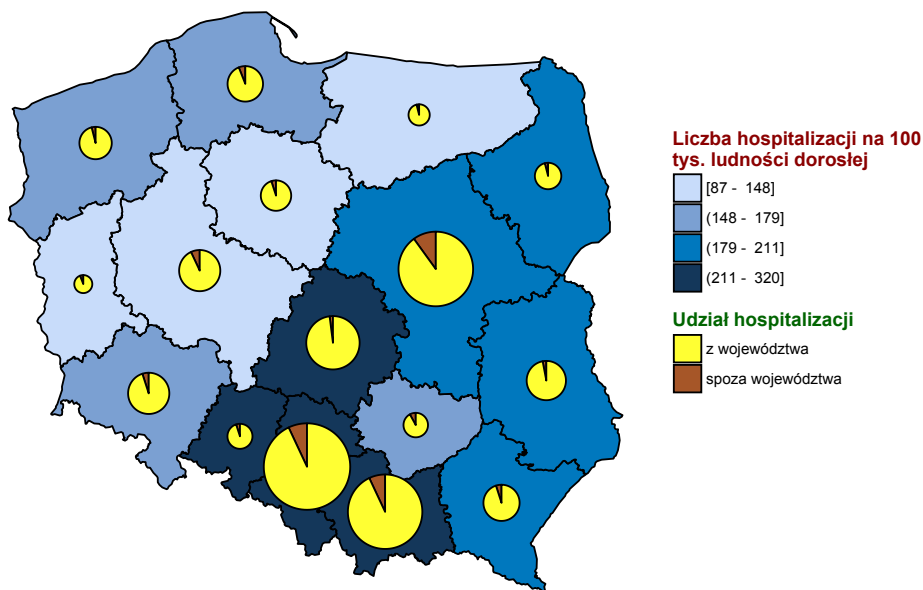 Liczba hospitalizacji na 100
tys. ludności dorosłej
[87 - 148]
(148 - 179]
(179 - 211]
(211 - 320]
Udział hospitalizacji
z województwa
spoza województwa